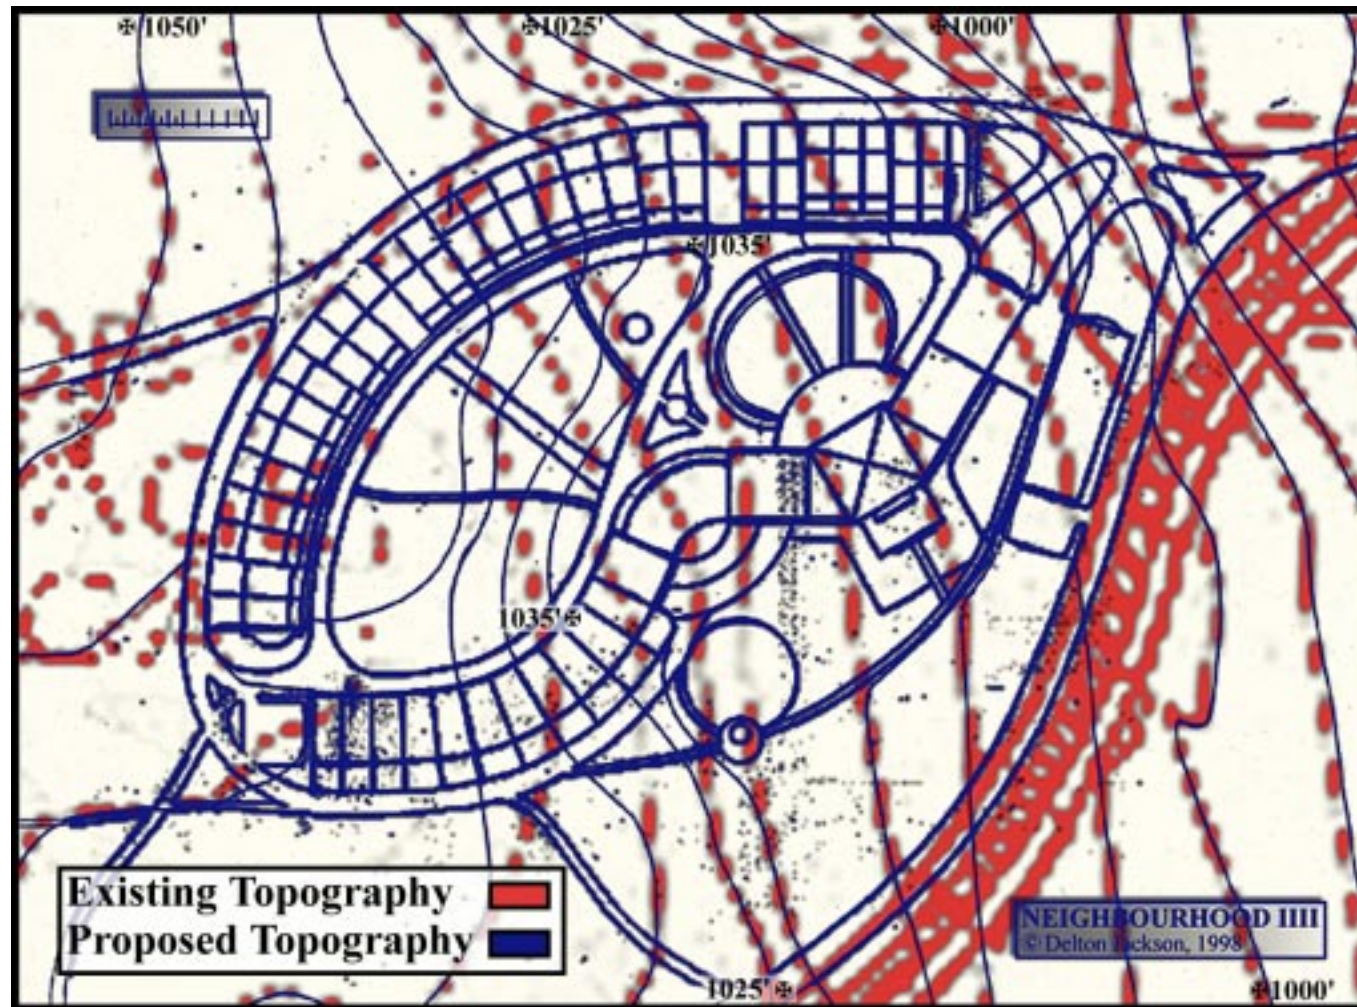 ✠ 1050'
✠ 1025'
✠ 1000'
✠ 1035'
1035' ✠
Existing Topography
Proposed Topography
NEIGHBOURHOOD IIII
© Delton Jackson, 1998
1025' ✠
✠ 1000'